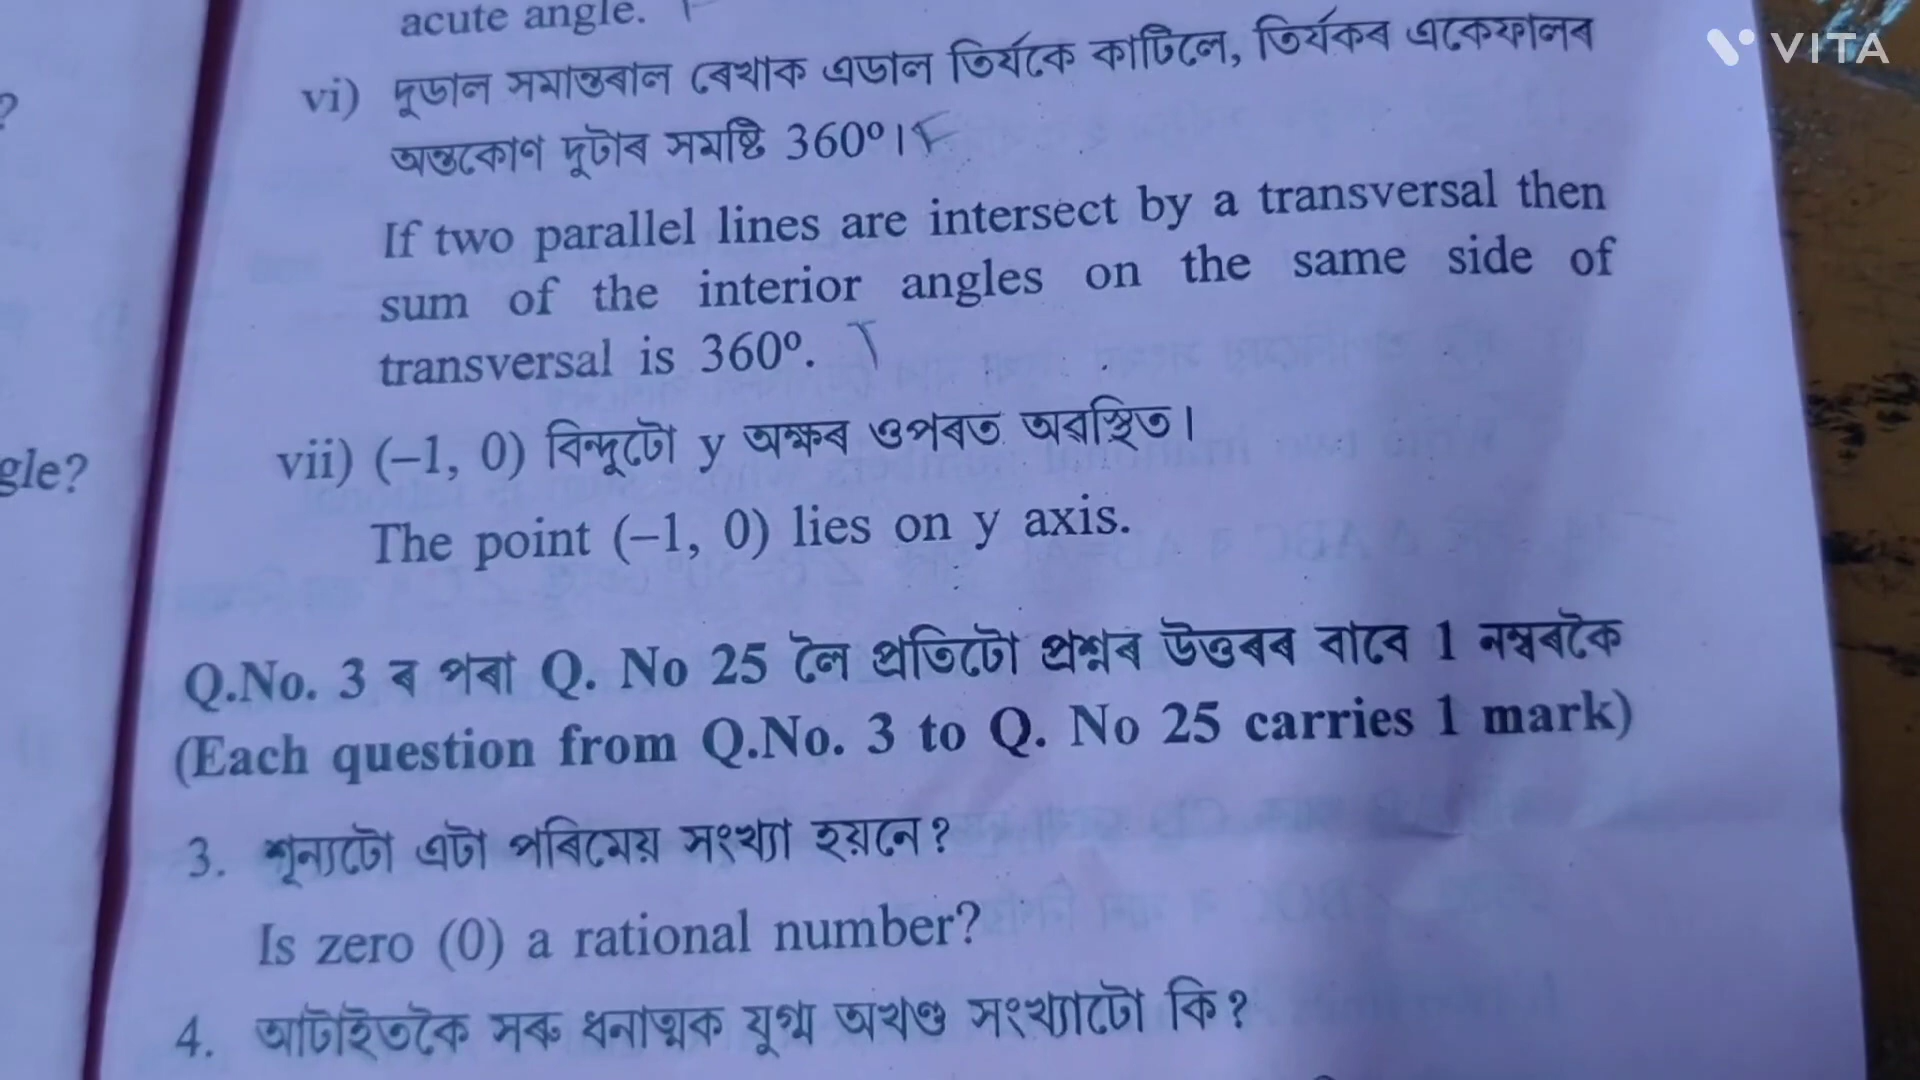 acute angle.
VITA
vi) দুডাল সমান্তৰাল ৰেখাক এডাল তিৰ্যকে কাটিলে, তিৰ্যকৰ একেফালৰ
?
অন্তকোণ দুটাৰ সমষ্টি 360°। F
If two parallel lines are intersect by a transversal then
sum of the interior angles on the same side of
transversal is 360°.
vii) (–1, 0) বিন্দুটো y অক্ষৰ ওপৰত অৱস্থিত।
gle?
The point (–1, 0) lies on y axis.
Q.No. 3 ৰ পৰা Q. No 25 লৈ প্ৰতিটো প্ৰশ্নৰ উত্তৰৰ বাবে 1 নম্বৰকৈ
(Each question from Q.No. 3 to Q. No 25 carries 1 mark)
3. শূন্যটো এটা পৰিমেয় সংখ্যা হয়নে?
Is zero (0) a rational number?
4. আটাইতকৈ সৰু ধনাত্মক যুগ্ম অখণ্ড সংখ্যাটো কি?